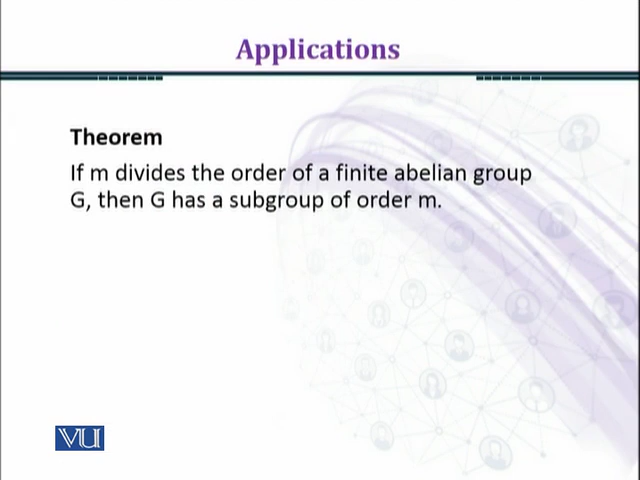 Applications
Theorem
If m divides the order of a finite abelian group
G, then G has a subgroup of order m.
VU